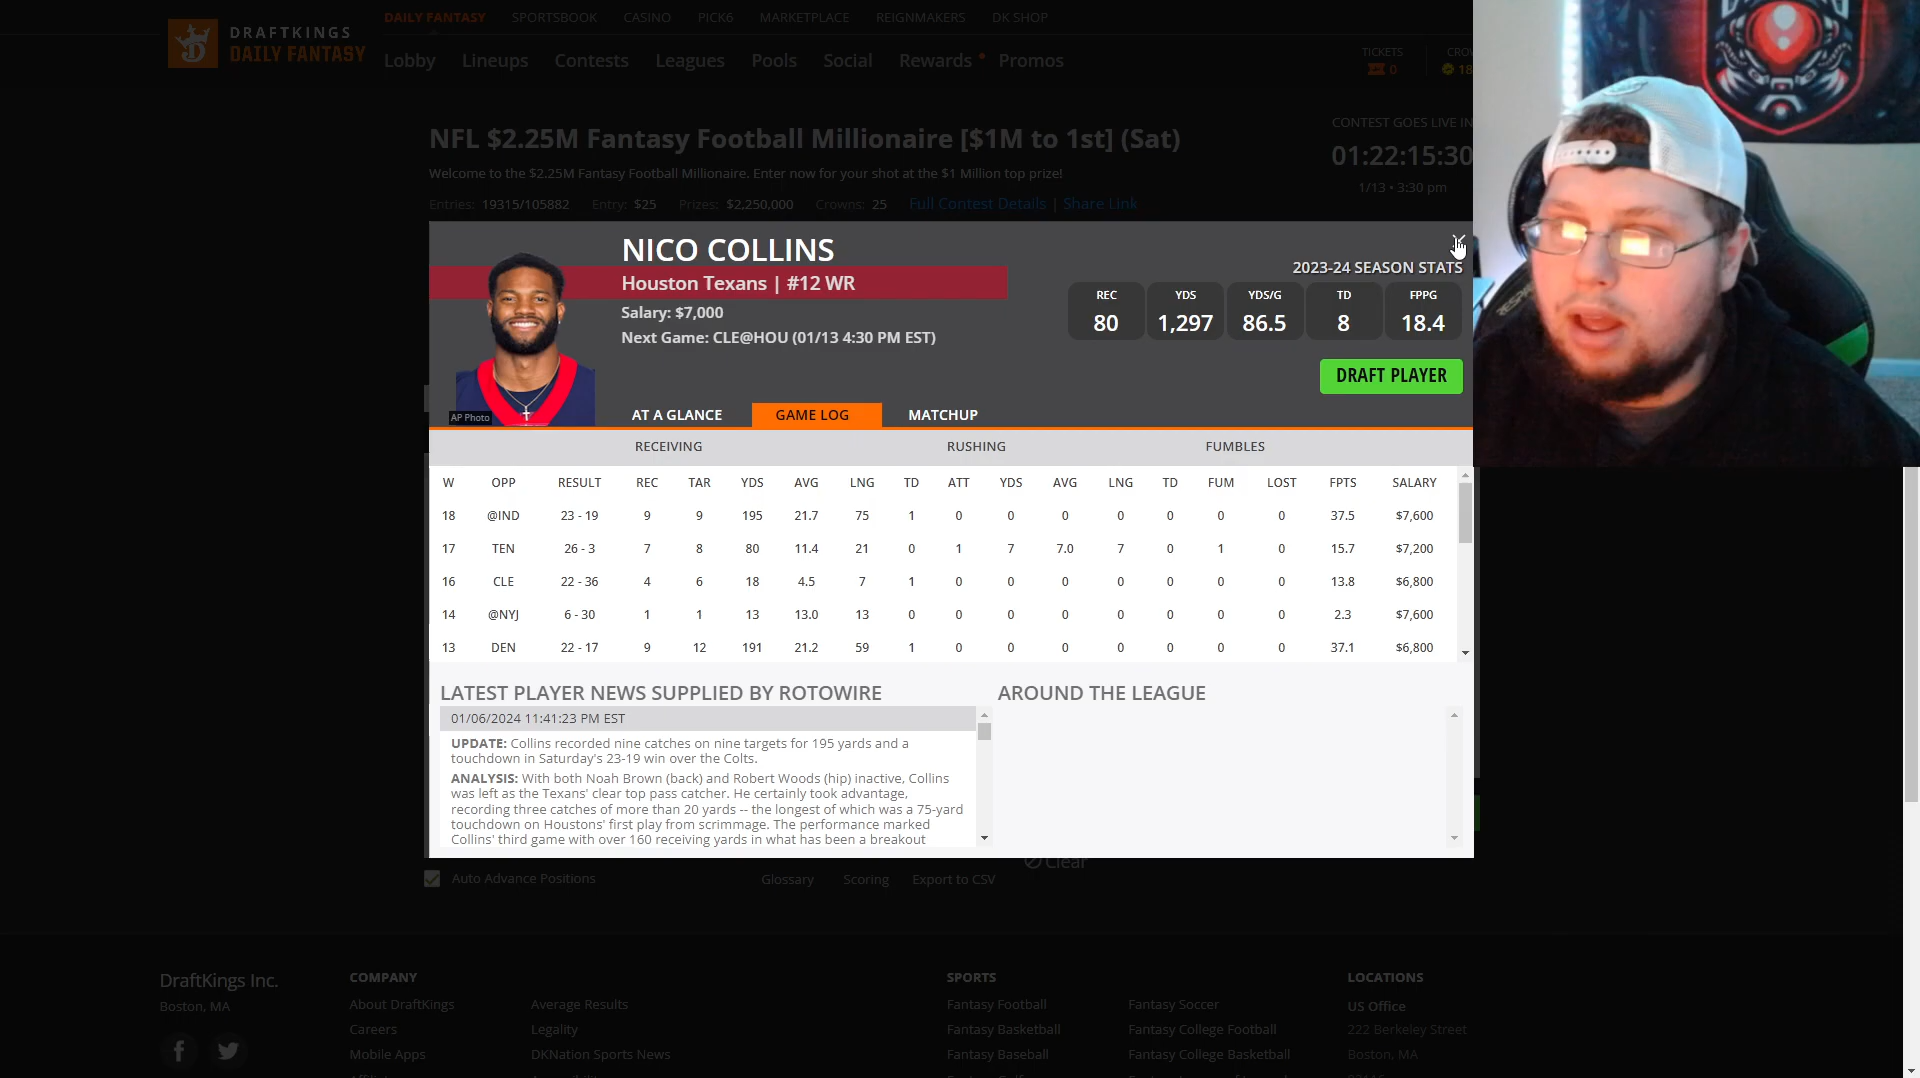 DAILY FANTASY SPORTSBOOK CASINO PICK6 MARKETPLACE REIGNMAKERS DK SHOP
DRAFTKINGS
DAILY FANTASY
Lobby Lineups Contests Leagues Pools Social Rewards Promos
TICKETS
0
18
NFL $2.25M Fantasy Football Millionaire [$1M to 1st] (Sat)
CONTEST GOES LIVE IN
Welcome to the $2.25M Fantasy Football Millionaire. Enter now for your shot at the $1 Million top prize!
01:22:15:30
1/13 • 3:30 pm
Entries: 19315/105882 Entry: $25 Prizes: $2,250,000 Crowns: 25 Full Contest Details | Share Link
NICO COLLINS
Houston Texans | #12 WR
Salary: $7,000
Next Game: CLE@HOU (01/13 4:30 PM EST)
AP Photo
2023-24 SEASON STATS
REC YDS YDS/G TD FPPG
80 1,297 86.5 8 18.4
DRAFT PLAYER
AT A GLANCE GAME LOG MATCHUP
RECEIVING RUSHING FUMBLES
W OPP RESULT REC TAR YDS AVG LNG TD ATT YDS AVG LNG TD FUM LOST FPTS SALARY
18 @IND 23 - 19 9 9 195 21.7 75 1 0 0 0 0 0 0 0 37.5 $7,600
17 TEN 26 - 3 7 8 80 11.4 21 0 1 7 7.0 7 0 1 0 15.7 $7,200
16 CLE 22 - 36 4 6 18 4.5 7 1 0 0 0 0 0 0 0 13.8 $6,800
14 @NYJ 6 - 30 1 1 13 13.0 13 0 0 0 0 0 0 0 0 2.3 $7,600
13 DEN 22 - 17 9 12 191 21.2 59 1 0 0 0 0 0 0 0 37.1 $6,800
LATEST PLAYER NEWS SUPPLIED BY ROTOWIRE
01/06/2024 11:41:23 PM EST
UPDATE: Collins recorded nine catches on nine targets for 195 yards and a
touchdown in Saturday's 23-19 win over the Colts.
ANALYSIS: With both Noah Brown (back) and Robert Woods (hip) inactive, Collins
was left as the Texans' clear top pass catcher. He certainly took advantage,
recording three catches of more than 20 yards -- the longest of which was a 75-yard
touchdown on Houstons' first play from scrimmage. The performance marked
Collins' third game with over 160 receiving yards in what has been a breakout
AROUND THE LEAGUE
Clear
Auto Advance Positions Glossary Scoring Export to CSV
DraftKings Inc.
Boston, MA
COMPANY
About DraftKings
Careers
Mobile Apps
Average Results
Legality
DKNation Sports News
SPORTS
Fantasy Football
Fantasy Basketball
Fantasy Baseball
Fantasy Soccer
Fantasy College Football
Fantasy College Basketball
LOCATIONS
US Office
222 Berkeley Street
Boston, MA